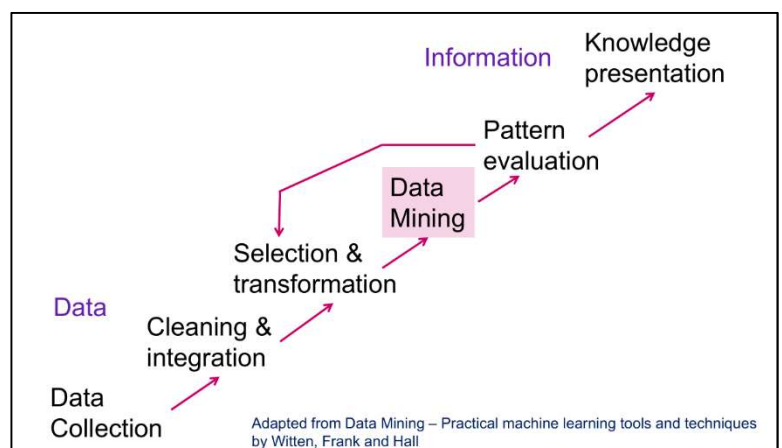 Knowledge
presentation
Information
Pattern
evaluation
Data
Mining
Selection &
transformation
Data
Cleaning &
integration
Data
Collection
Adapted from Data Mining – Practical machine learning tools and techniques
by Witten, Frank and Hall